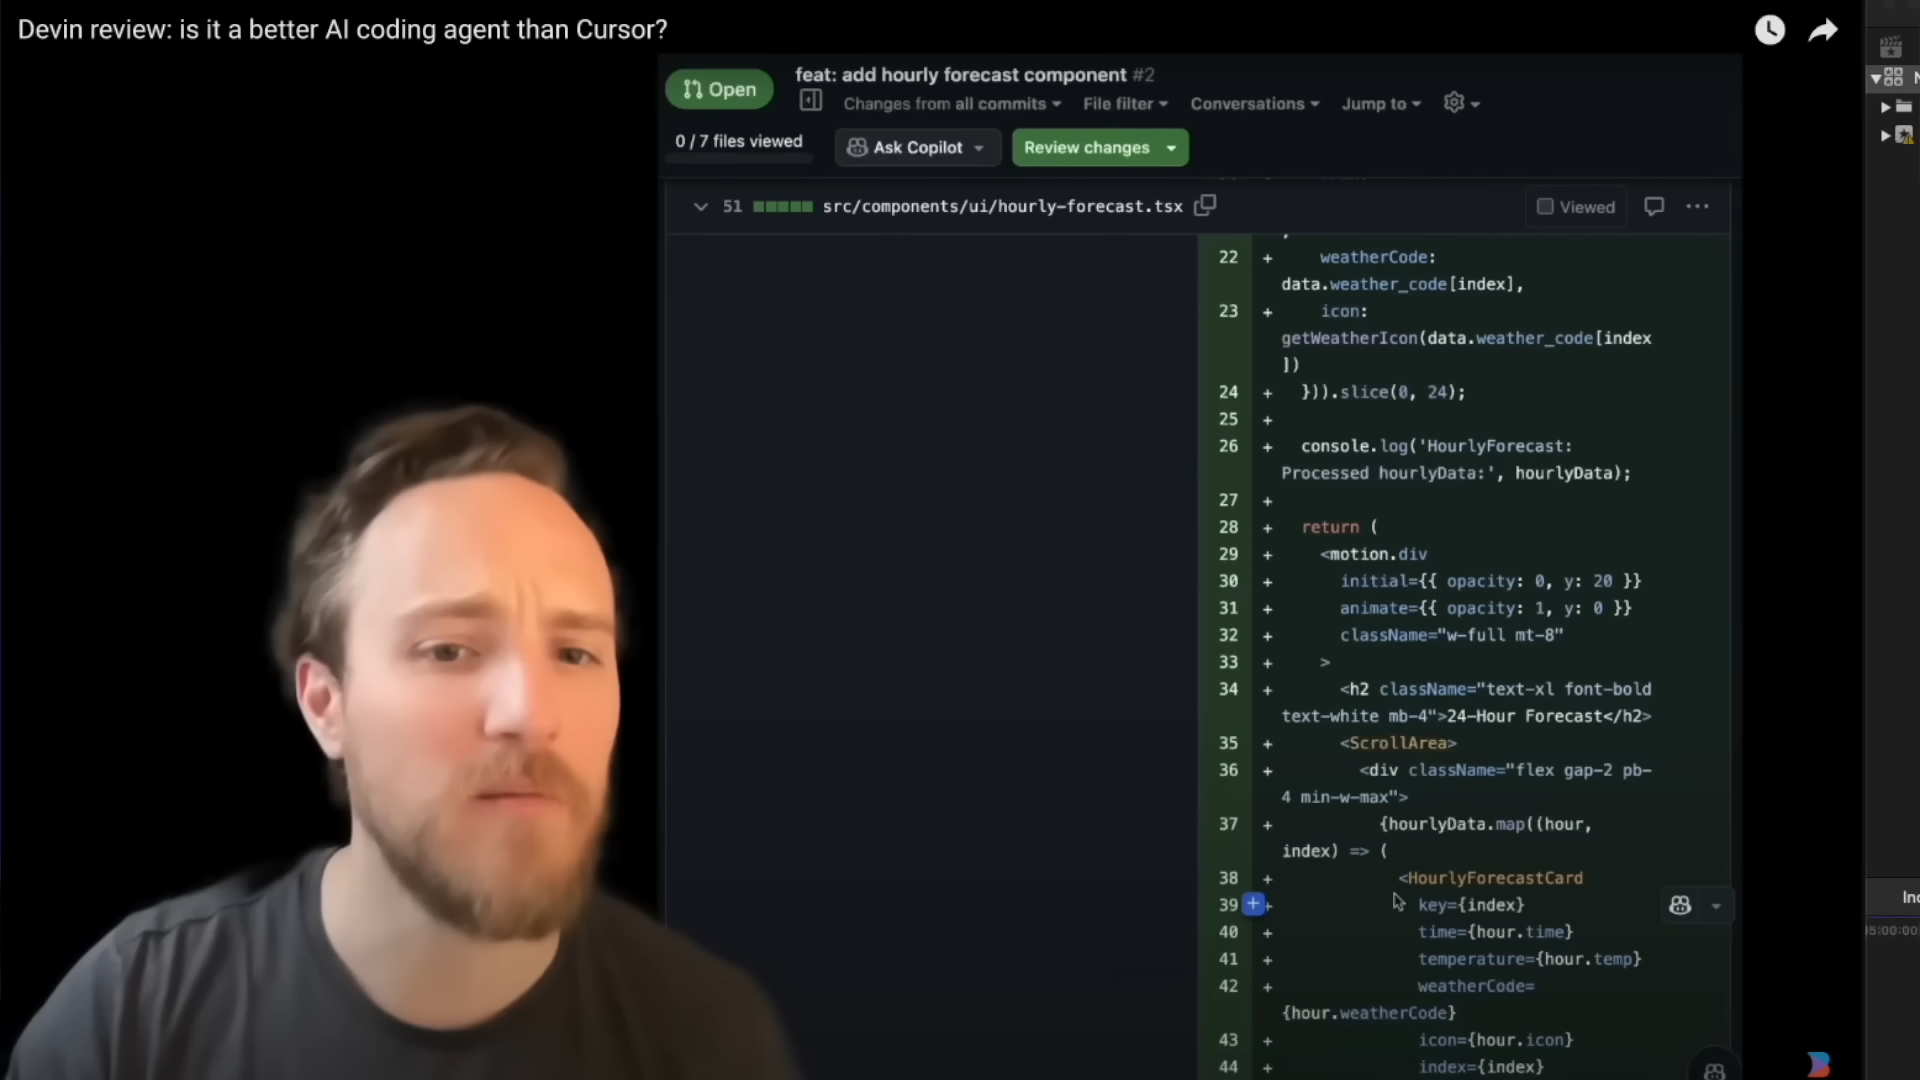 Devin review: is it a better AI coding agent than Cursor?
Open
feat: add hourly forecast component #2
Changes from all commits
File filter
Conversations
Jump to
0 / 7 files viewed
Ask Copilot
Review changes
51
src/components/ui/hourly-forecast.tsx
Viewed
22 + weatherCode:
data.weather_code[index],
23 + icon:
getWeatherIcon(data.weather_code[index
])
24 + })).slice(0, 24);
25 +
26 + console.log('HourlyForecast:
Processed hourlyData:', hourlyData);
27 +
28 + return (
29 + <motion.div
30 + initial={{ opacity: 0, y: 20 }}
31 + animate={{ opacity: 1, y: 0 }}
32 + className="w-full mt-8"
33 + >
34 + <h2 className="text-xl font-bold
text-white mb-4">24-Hour Forecast</h2>
35 + <ScrollArea>
36 + <div className="flex gap-2 pb-
4 min-w-max">
37 + {hourlyData.map((hour,
index) => (
38 + <HourlyForecastCard
39 + key={index}
40 + time={hour.time}
41 + temperature={hour.temp}
42 + weatherCode=
{hour.weatherCode}
43 + icon={hour.icon}
44 + index={index}